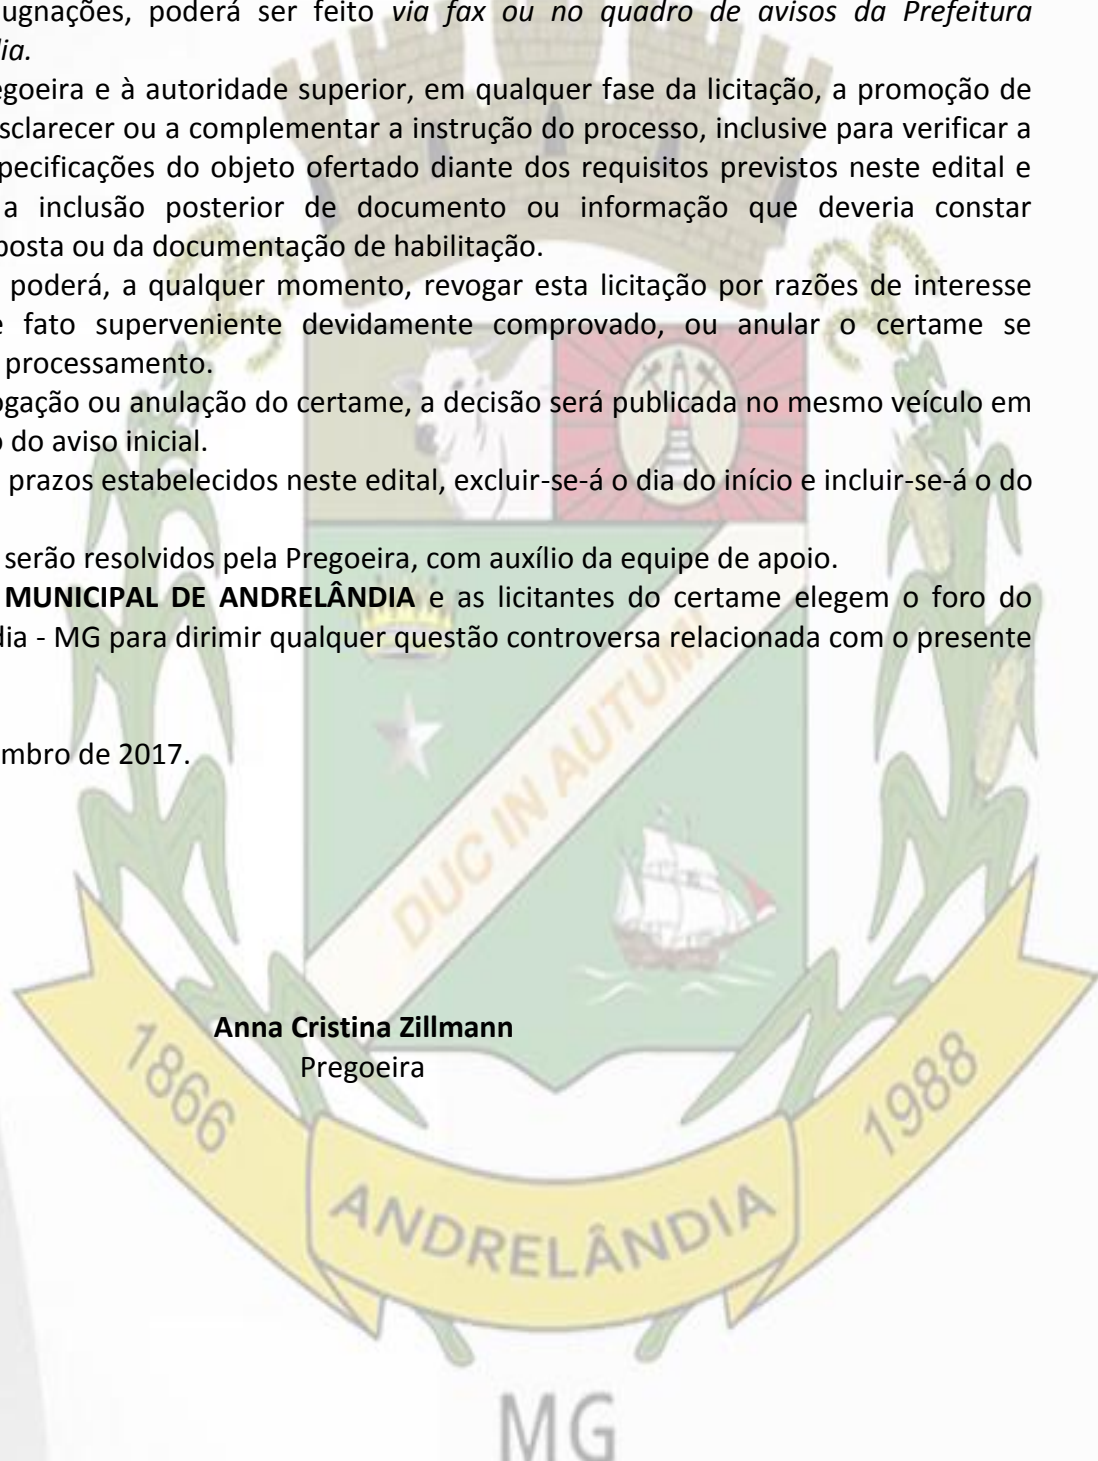 ugnações, poderá ser feito via fax ou no quadro de avisos da Prefeitura
ia.
egoeira e à autoridade superior, em qualquer fase da licitação, a promoção de
sclarecer ou a complementar a instrução do processo, inclusive para verificar a
pecificações do objeto ofertado diante dos requisitos previstos neste edital e
a inclusão posterior de documento ou informação que deveria constar
posta ou da documentação de habilitação.
poderá, a qualquer momento, revogar esta licitação por razões de interesse
e fato superveniente devidamente comprovado, ou anular o certame se
processamento.
ogação ou anulação do certame, a decisão será publicada no mesmo veículo em
o do aviso inicial.
prazos estabelecidos neste edital, excluir-se-á o dia do início e incluir-se-á o do
serão resolvidos pela Pregoeira, com auxílio da equipe de apoio.
MUNICIPAL DE ANDRELÂNDIA e as licitantes do certame elegem o foro do
dia - MG para dirimir qualquer questão controversa relacionada com o presente
mbro de 2017.
DUC IN AUTUM!
Anna Cristina Zillmann
Pregoeira
1866
1988
ANDRELÂNDIA
MG